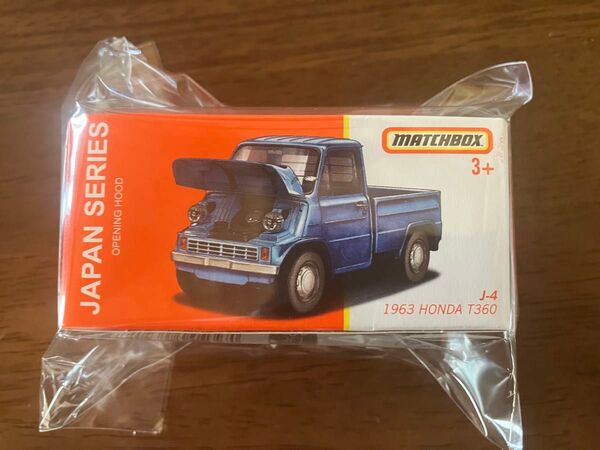 JAPAN SERIES
OPENING HOOD
MATCHBOX
3+
J-4
1963 HONDA T360